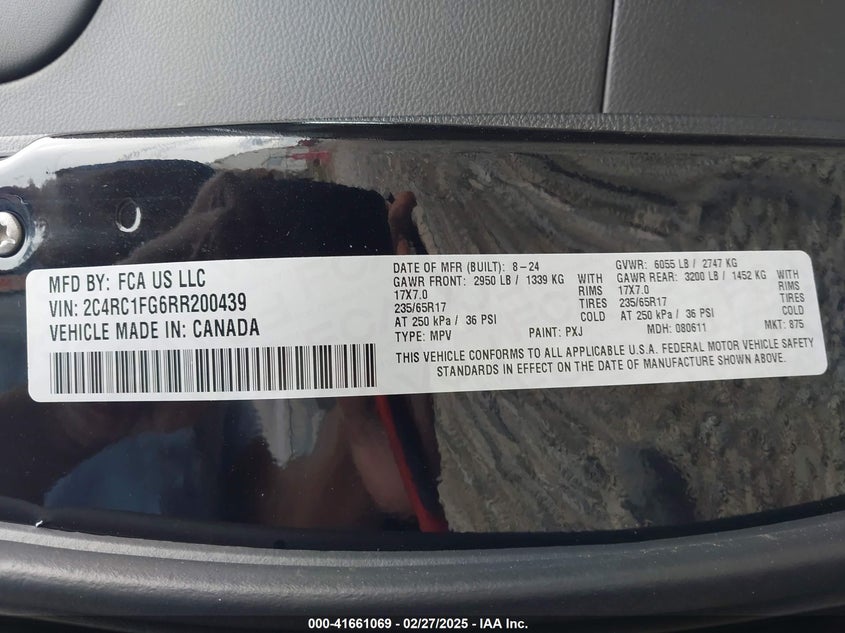 MFD BY: FCA US LLC
VIN: 2C4RC1FG6RR200439
VEHICLE MADE IN: CANADA
DATE OF MFR (BUILT): 8-24 GVWR: 6055 LB / 2747 KG
GAWR FRONT: 2950 LB / 1339 KG WITH GAWR REAR: 3200 LB / 1452 KG WITH
17X7.0 RIMS 17X7.0 RIMS
235/65R17 TIRES 235/65R17 TIRES
AT 250 kPa / 36 PSI COLD AT 250 kPa / 36 PSI COLD
TYPE: MPV PAINT: PXJ MDH: 080611 MKT: 875
THIS VEHICLE CONFORMS TO ALL APPLICABLE U.S.A. FEDERAL MOTOR VEHICLE SAFETY
STANDARDS IN EFFECT ON THE DATE OF MANUFACTURE SHOWN ABOVE.
000-41661069 - 02/27/2025 - IAA Inc.